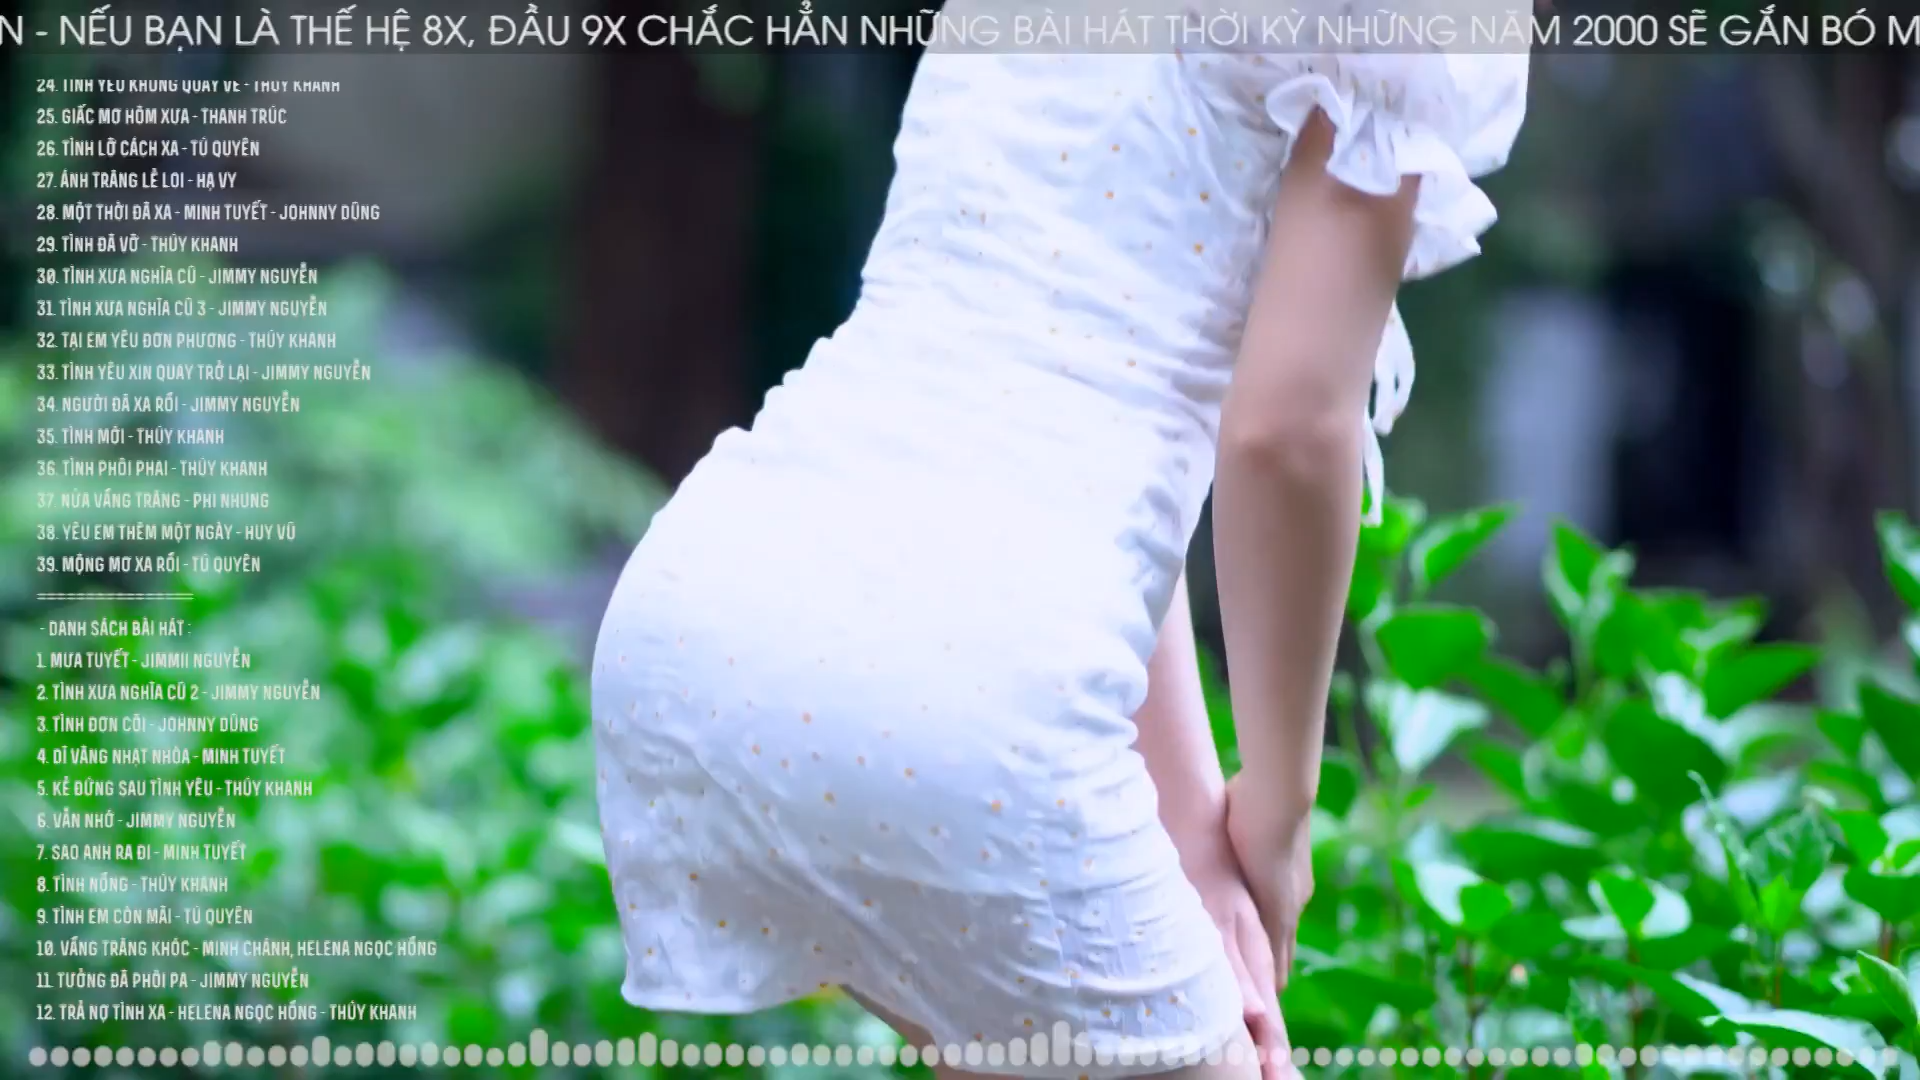 N - NẾU BẠN LÀ THẾ HỆ 8X, ĐẦU 9X CHẮC HẲN NHỮNG BÀI HÁT THỜI KỲ NHỮNG NĂM 2000 SẼ GẮN BÓ M
24. TÌNH YÊU KHÔNG QUAY VỀ - THÚY KHANH
25. GIẤC MƠ HÔM XƯA - THANH TRÚC
26. TÌNH LỠ CÁCH XA - TÚ QUYÊN
27. ÁNH TRĂNG LẺ LOI - HẠ VY
28. MỘT THỜI ĐÃ XA - MINH TUYẾT - JOHNNY DŨNG
29. TÌNH ĐÃ VỠ - THÚY KHANH
30. TÌNH XƯA NGHĨA CŨ - JIMMY NGUYỄN
31. TÌNH XƯA NGHĨA CŨ 3 - JIMMY NGUYỄN
32. TẠI EM YÊU ĐƠN PHƯƠNG - THÚY KHANH
33. TÌNH YÊU XIN QUAY TRỞ LẠI - JIMMY NGUYỄN
34. NGƯỜI ĐÃ XA RỒI - JIMMY NGUYỄN
35. TÌNH MỚI - THÚY KHANH
36. TÌNH PHÔI PHAI - THÚY KHANH
37. NỬA VẦNG TRĂNG - PHI NHUNG
38. YÊU EM THÊM MỘT NGÀY - HUY VŨ
39. MỘNG MƠ XA RỒI - TÚ QUYÊN
==================
- DANH SÁCH BÀI HÁT :
1. MƯA TUYẾT - JIMMII NGUYỄN
2. TÌNH XƯA NGHĨA CŨ 2 - JIMMY NGUYỄN
3. TÌNH ĐƠN CÔI - JOHNNY DŨNG
4. DĨ VÃNG NHẠT NHÒA - MINH TUYẾT
5. KẺ ĐỨNG SAU TÌNH YÊU - THÚY KHANH
6. VẪN NHỚ - JIMMY NGUYỄN
7. SAO ANH RA ĐI - MINH TUYẾT
8. TÌNH NỒNG - THÚY KHANH
9. TÌNH EM CÒN MÃI - TÚ QUYÊN
10. VẦNG TRĂNG KHÓC - MINH CHÁNH, HELENA NGỌC HỒNG
11. TƯỞNG ĐÃ PHÔI PA - JIMMY NGUYỄN
12. TRẢ NỢ TÌNH XA - HELENA NGỌC HỒNG - THÚY KHANH